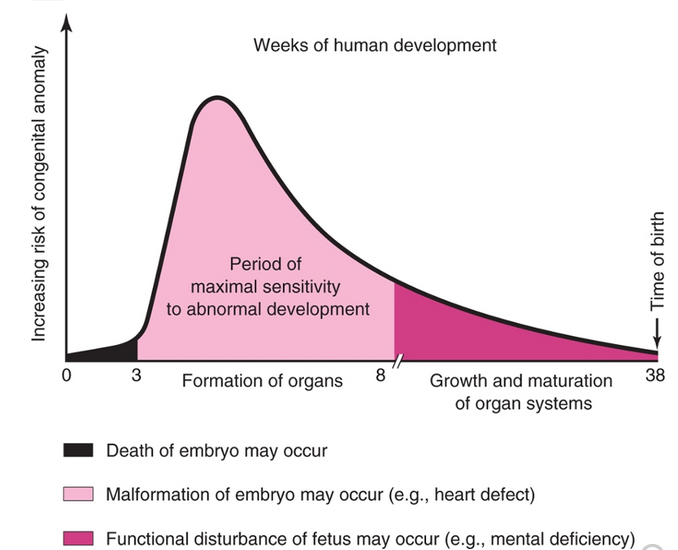 Weeks of human development
Increasing risk of congenital anomaly
Period of
maximal sensitivity
to abnormal development
Time of birth
0
3
Formation of organs
8
Growth and maturation
of organ systems
38
Death of embryo may occur
Malformation of embryo may occur (e.g., heart defect)
Functional disturbance of fetus may occur (e.g., mental deficiency)